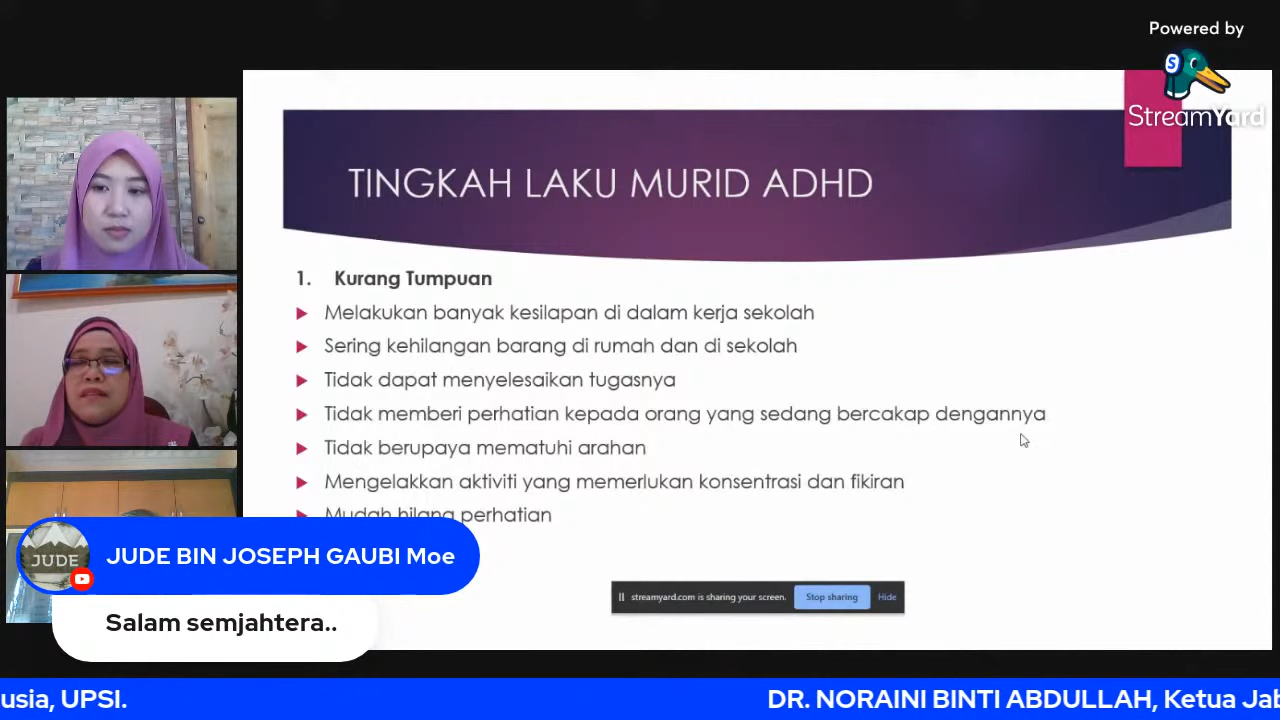 Powered by
StreamYard
TINGKAH LAKU MURID ADHD
1. Kurang Tumpuan
Melakukan banyak kesilapan di dalam kerja sekolah
Sering kehilangan barang di rumah dan di sekolah
Tidak dapat menyelesaikan tugasnya
Tidak memberi perhatian kepada orang yang sedang bercakap dengannya
Tidak berupaya mematuhi arahan
Mengelakkan aktiviti yang memerlukan konsentrasi dan fikiran
Mudah hilang perhatian
JUDE
JUDE BIN JOSEPH GAUBI Moe
Salam semjahtera..
streamyard.com is sharing your screen. Stop sharing Hide
usia, UPSI. DR. NORAINI BINTI ABDULLAH, Ketua Jab